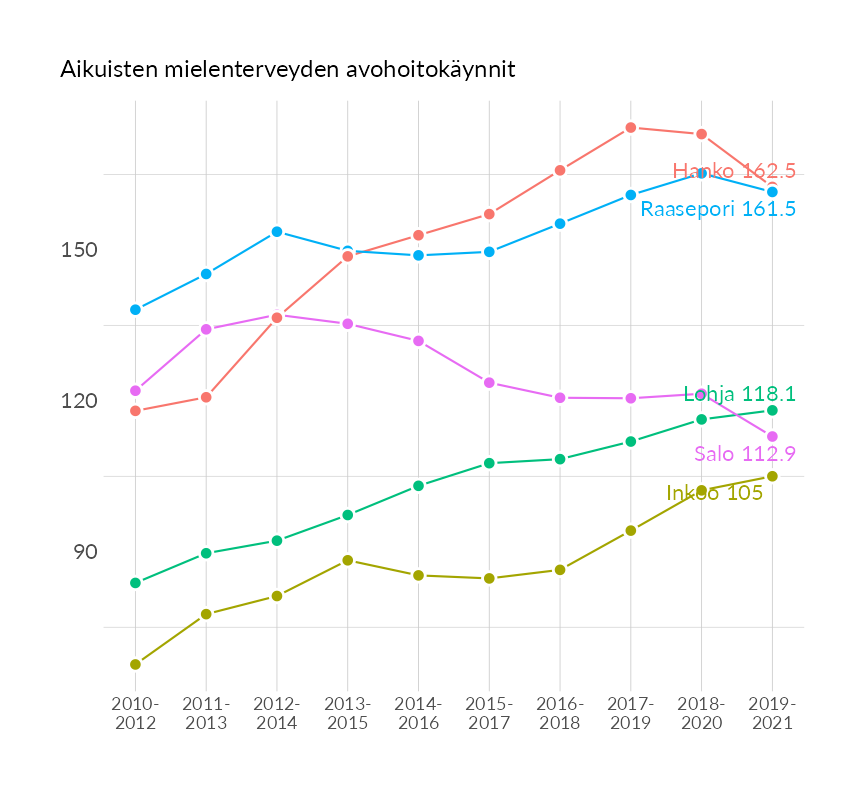 Aikuisten mielenterveyden avohoitokäynnit
Hanko 162.5
Raasepori 161.5
150
Lohja 118.1
120
Salo 112.9
Inkoo 105
90
2010- 2011- 2012- 2013- 2014- 2015- 2016- 2017- 2018- 2019-
2012 2013 2014 2015 2016 2017 2018 2019 2020 2021